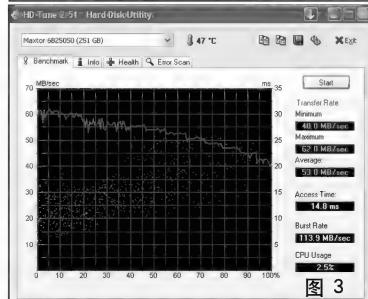 HD-Tune 2.51 Hard Disk Utility
Maxtor 6B250S0 (251 GB)
47 °C
Exit
Benchmark Info Health Error Scan
MB/sec ms
Start
70 35
60 30
50 25
40 20
30 15
20 10
10 5
0 10 20 30 40 50 60 70 80 90 100%
Transfer Rate
Minimum
40.0 MB/sec
Maximum
62.0 MB/sec
Average:
53.0 MB/sec
Access Time:
14.8 ms
Burst Rate
113.9 MB/sec
CPU Usage
2.5%
图 3